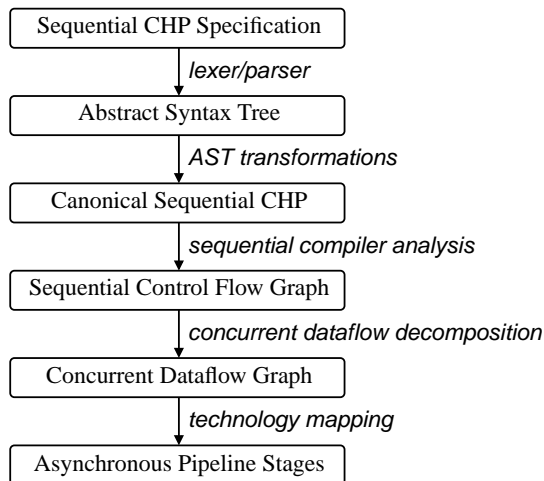 Sequential CHP Specification
lexer/parser
Abstract Syntax Tree
AST transformations
Canonical Sequential CHP
sequential compiler analysis
Sequential Control Flow Graph
concurrent dataflow decomposition
Concurrent Dataflow Graph
technology mapping
Asynchronous Pipeline Stages